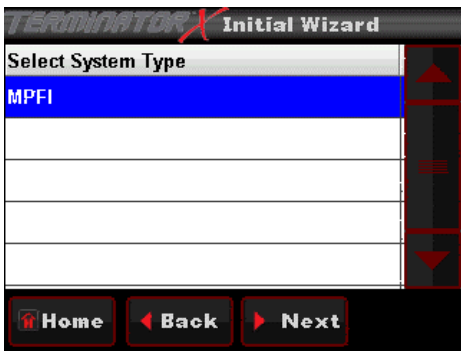 TERMINATOR X Initial Wizard
Select System Type
MPFI
Home Back Next